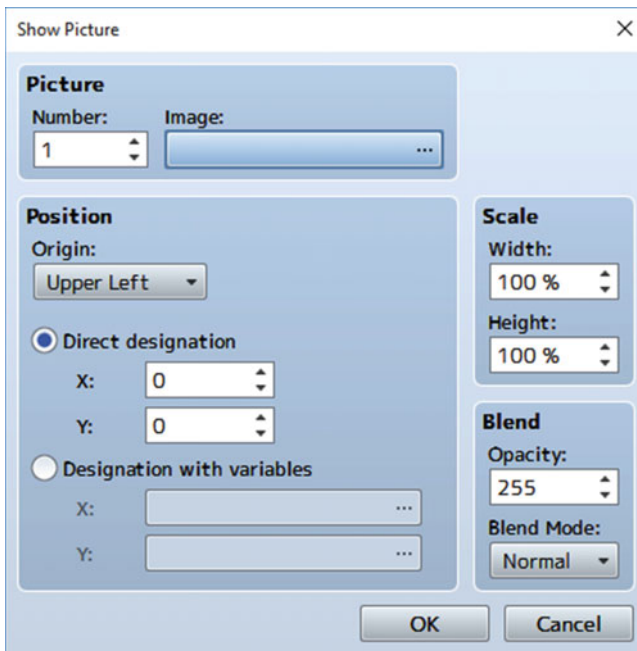 Show Picture
Picture
Number: Image:
1 ...
Position
Origin:
Upper Left
Direct designation
X: 0
Y: 0
Designation with variables
X: ...
Y: ...
Scale
Width:
100 %
Height:
100 %
Blend
Opacity:
255
Blend Mode:
Normal
OK Cancel